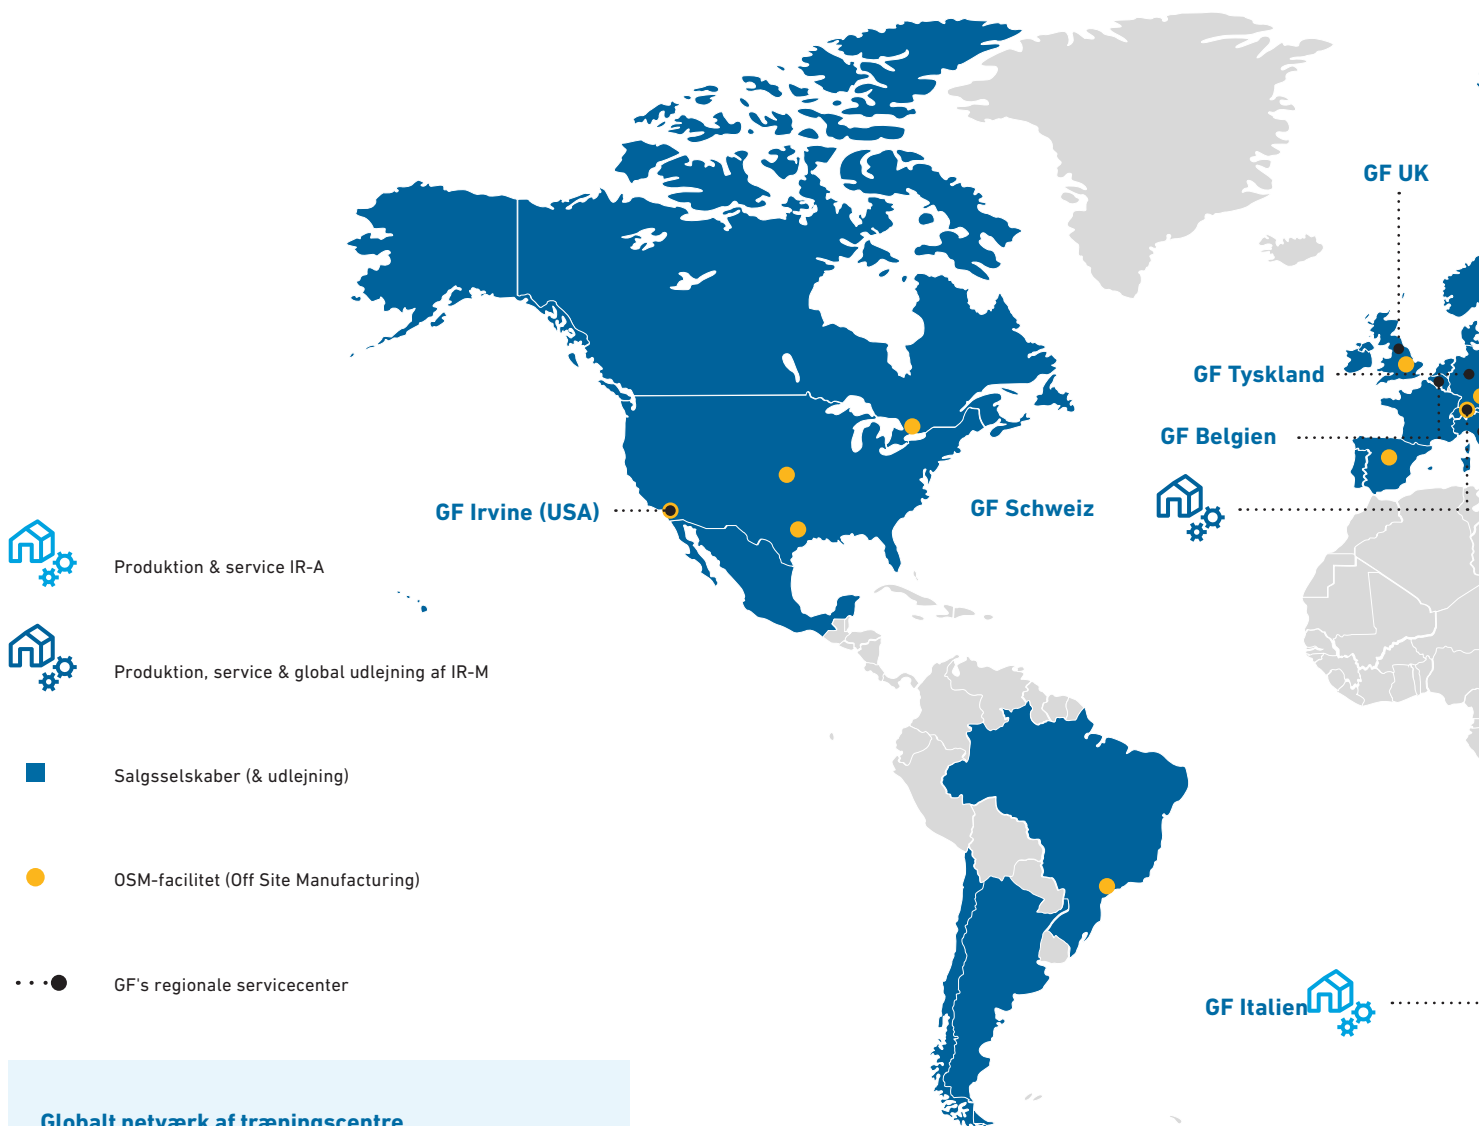 GF UK
GF Tyskland
GF Belgien
GF Irvine (USA)
GF Schweiz
Produktion & service IR-A
Produktion, service & global udlejning af IR-M
Salgsselskaber (& udlejning)
OSM-facilitet (Off Site Manufacturing)
GF's regionale servicecenter
GF Italien
Globalt netværk af træningscentre